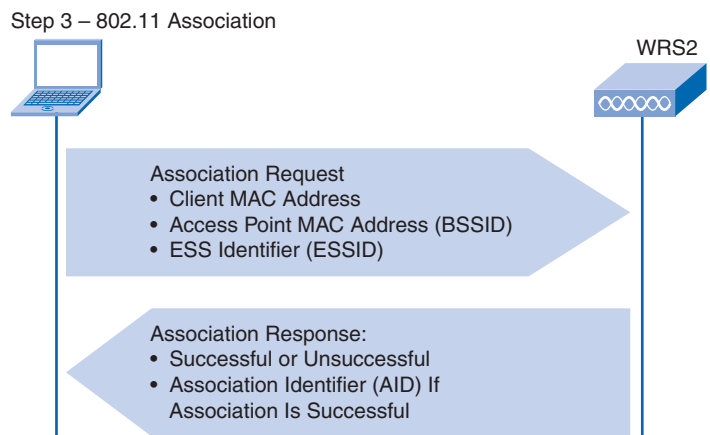 Step 3 – 802.11 Association
WRS2
Association Request
• Client MAC Address
• Access Point MAC Address (BSSID)
• ESS Identifier (ESSID)
Association Response:
• Successful or Unsuccessful
• Association Identifier (AID) If
Association Is Successful